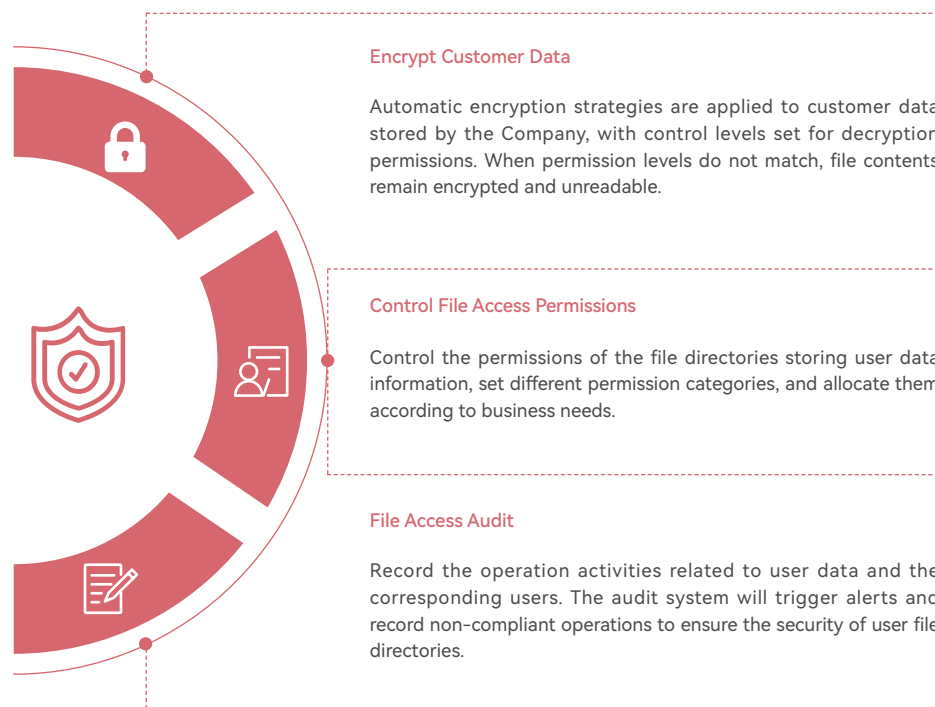 Encrypt Customer Data
Automatic encryption strategies are applied to customer data
stored by the Company, with control levels set for decryption
permissions. When permission levels do not match, file contents
remain encrypted and unreadable.
Control File Access Permissions
Control the permissions of the file directories storing user data
information, set different permission categories, and allocate them
according to business needs.
File Access Audit
Record the operation activities related to user data and the
corresponding users. The audit system will trigger alerts and
record non-compliant operations to ensure the security of user file
directories.